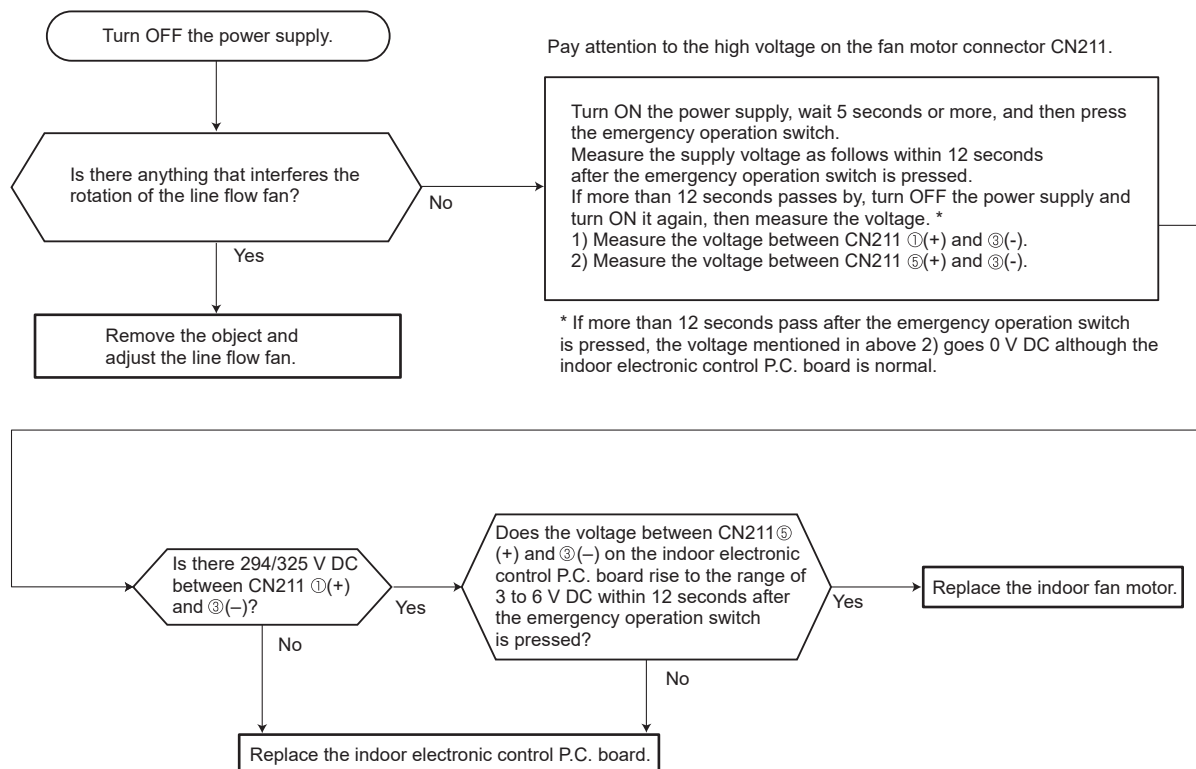 Turn OFF the power supply.
Pay attention to the high voltage on the fan motor connector CN211.
Is there anything that interferes the
rotation of the line flow fan?
No
Yes
Remove the object and
adjust the line flow fan.
Turn ON the power supply, wait 5 seconds or more, and then press
the emergency operation switch.
Measure the supply voltage as follows within 12 seconds
after the emergency operation switch is pressed.
If more than 12 seconds passes by, turn OFF the power supply and
turn ON it again, then measure the voltage. *
1) Measure the voltage between CN211 ①(+) and ③(-).
2) Measure the voltage between CN211 ⑤(+) and ③(-).
* If more than 12 seconds pass after the emergency operation switch
is pressed, the voltage mentioned in above 2) goes 0 V DC although the
indoor electronic control P.C. board is normal.
Is there 294/325 V DC
between CN211 ①(+)
and ③(–)?
Yes
No
Does the voltage between CN211⑤
(+) and ③(–) on the indoor electronic
control P.C. board rise to the range of
3 to 6 V DC within 12 seconds after
the emergency operation switch
is pressed?
Yes
No
Replace the indoor fan motor.
Replace the indoor electronic control P.C. board.